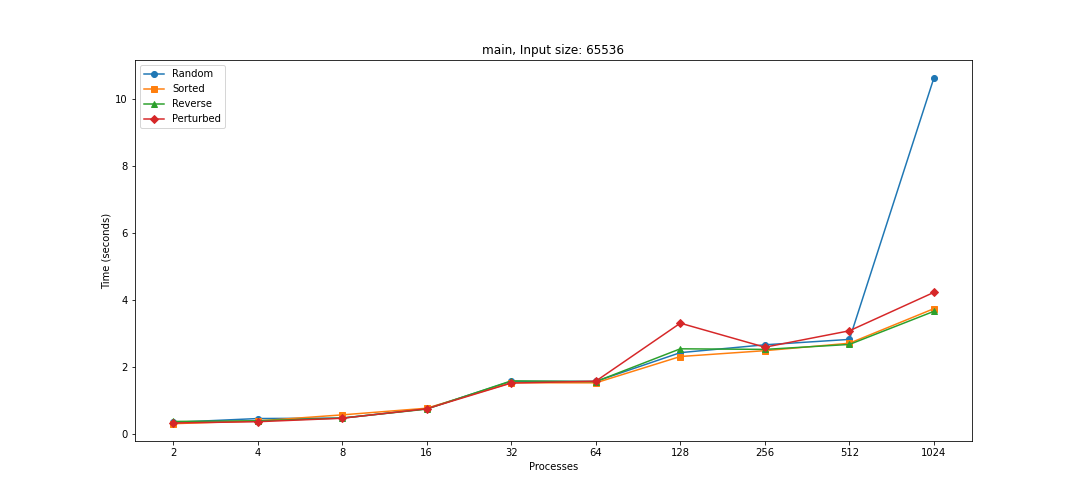 main, Input size: 65536
Random
Sorted
Reverse
Perturbed
10
8
6
4
2
0
Time (seconds)
2 4 8 16 32 64 128 256 512 1024
Processes